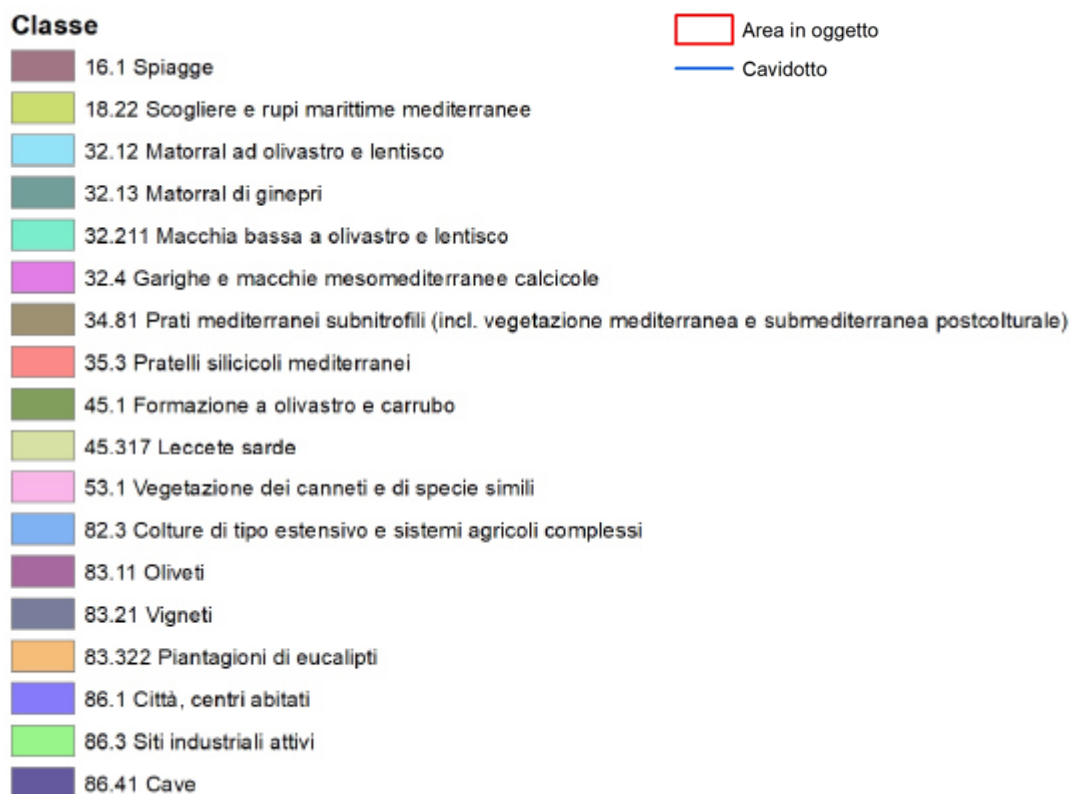 Classe
16.1 Spiagge
18.22 Scogliere e rupi marittime mediterranee
32.12 Matorral ad olivastro e lentisco
32.13 Matorral di ginepri
32.211 Macchia bassa a olivastro e lentisco
32.4 Garighe e macchie mesomediterranee calcicole
34.81 Prati mediterranei subnitrofili (incl. vegetazione mediterranea e submediterranea postcolturale)
35.3 Pratelli silicicoli mediterranei
45.1 Formazione a olivastro e carrubo
45.317 Leccete sarde
53.1 Vegetazione dei canneti e di specie simili
82.3 Colture di tipo estensivo e sistemi agricoli complessi
83.11 Oliveti
83.21 Vigneti
83.322 Piantagioni di eucalipti
86.1 Città, centri abitati
86.3 Siti industriali attivi
86.41 Cave
Area in oggetto
Cavidotto